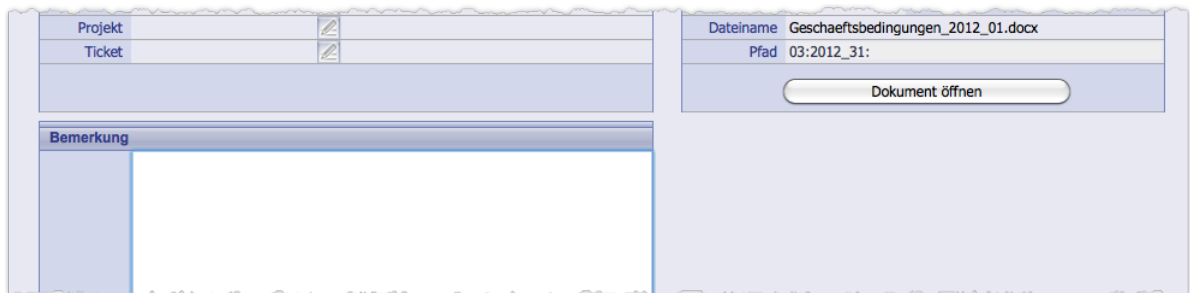 Projekt
Ticket
Dateiname Geschaeftsbedingungen_2012_01.docx
Pfad 03:2012_31:
Dokument öffnen
Bemerkung